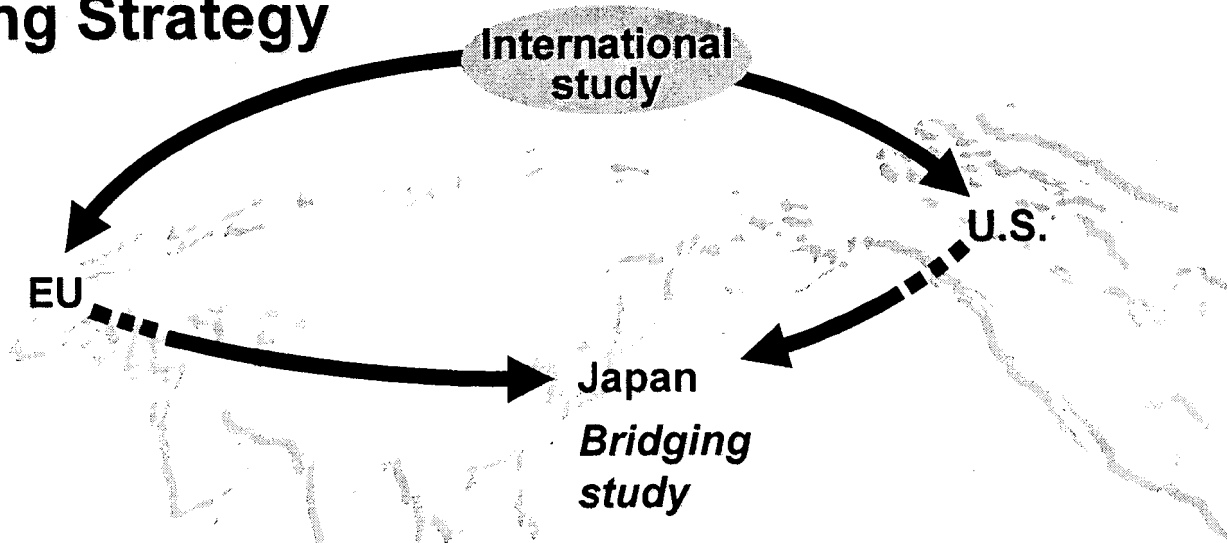 ng Strategy
International
study
U.S.
EU
Japan
Bridging
study